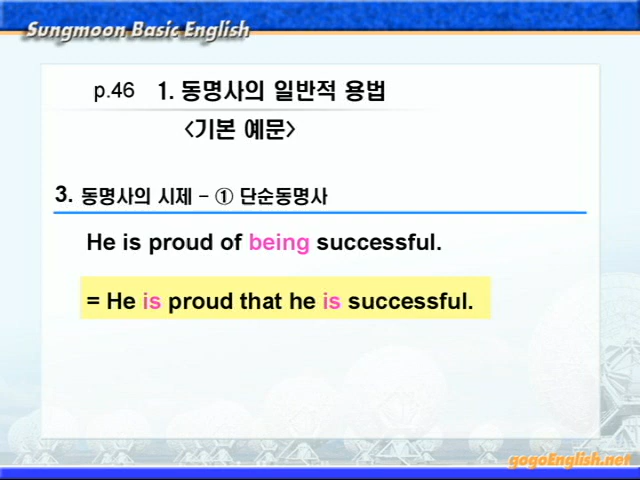 Sungmoon Basic English
p.46 1. 동명사의 일반적 용법
<기본 예문>
3. 동명사의 시제 - ① 단순동명사
He is proud of being successful.
= He is proud that he is successful.
gogoEnglish.net